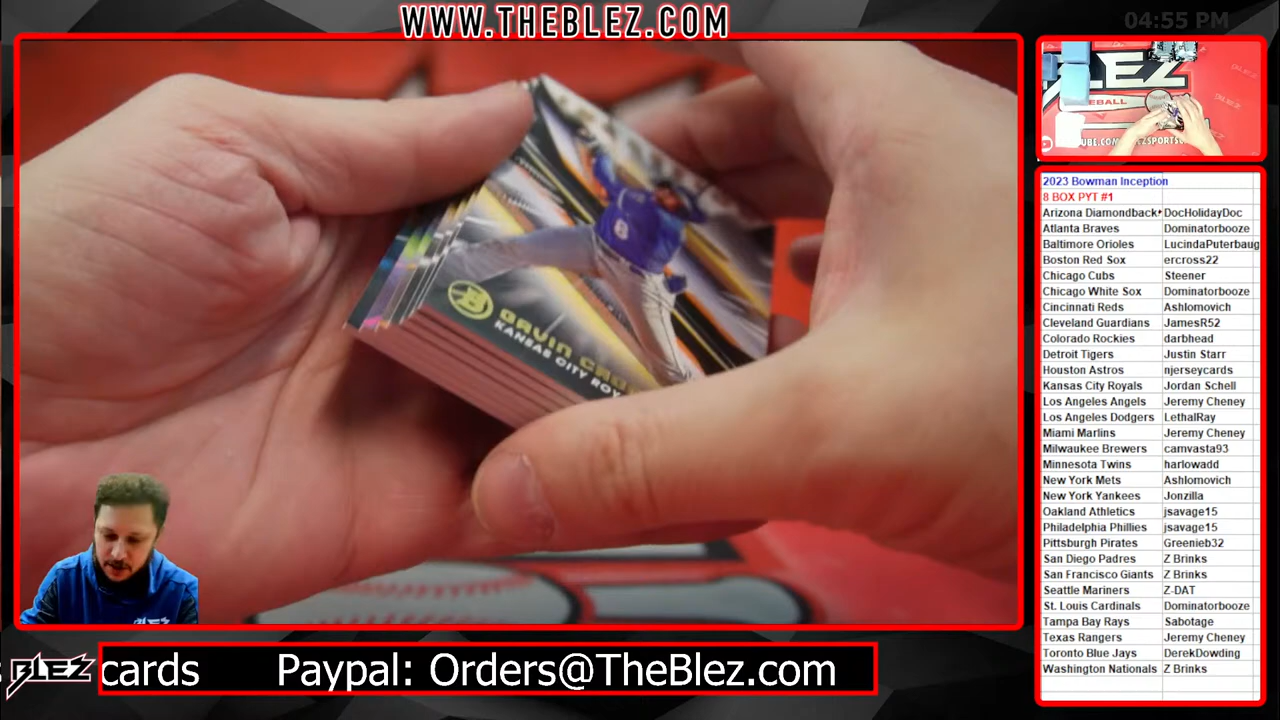 WWW.THEBLEZ.COM
04:55 PM
GAVIN
KANSAS CITY
BLEZ
2023 Bowman Inception
8 BOX PYT #1
Arizona Diamondback DocHolidayDoc
Atlanta Braves Dominatorbooze
Baltimore Orioles LucindaPuterbaug
Boston Red Sox ercross22
Chicago Cubs Steener
Chicago White Sox Dominatorbooze
Cincinnati Reds Ashlomovich
Cleveland Guardians JamesR52
Colorado Rockies darbhead
Detroit Tigers Justin Starr
Houston Astros njerseycards
Kansas City Royals Jordan Schell
Los Angeles Angels Jeremy Cheney
Los Angeles Dodgers LethalRay
Miami Marlins Jeremy Cheney
Milwaukee Brewers camvasta93
Minnesota Twins harlowadd
New York Mets Ashlomovich
New York Yankees Jonzilla
Oakland Athletics jsavage15
Philadelphia Phillies jsavage15
Pittsburgh Pirates Greenieb32
San Diego Padres Z Brinks
San Francisco Giants Z Brinks
Seattle Mariners Z-DAT
St. Louis Cardinals Dominatorbooze
Tampa Bay Rays Sabotage
Texas Rangers Jeremy Cheney
Toronto Blue Jays DerekDowding
Washington Nationals Z Brinks
BLEZ cards Paypal: Orders@TheBlez.com